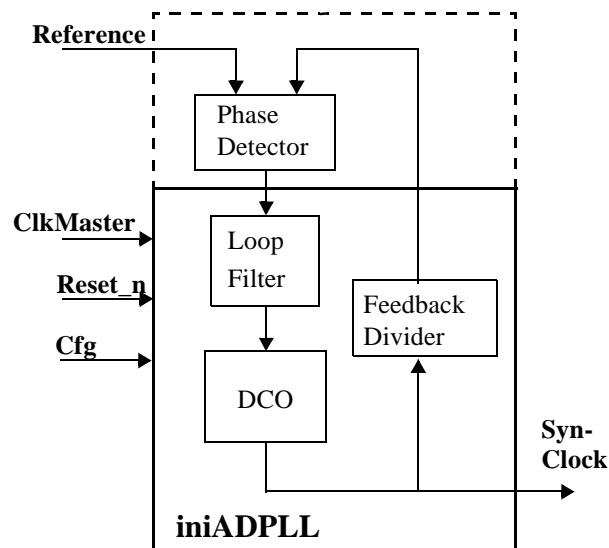 Reference
Phase
Detector
ClkMaster
Loop
Filter
Reset_n
Feedback
Divider
Cfg
DCO
Syn-
Clock
iniADPLL